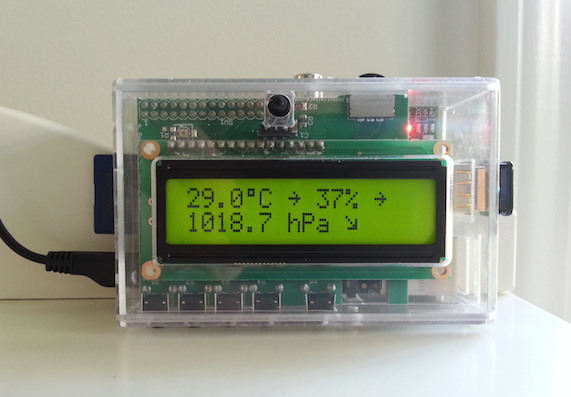 29.0°C → 37% →
1018.7 hPa ↘